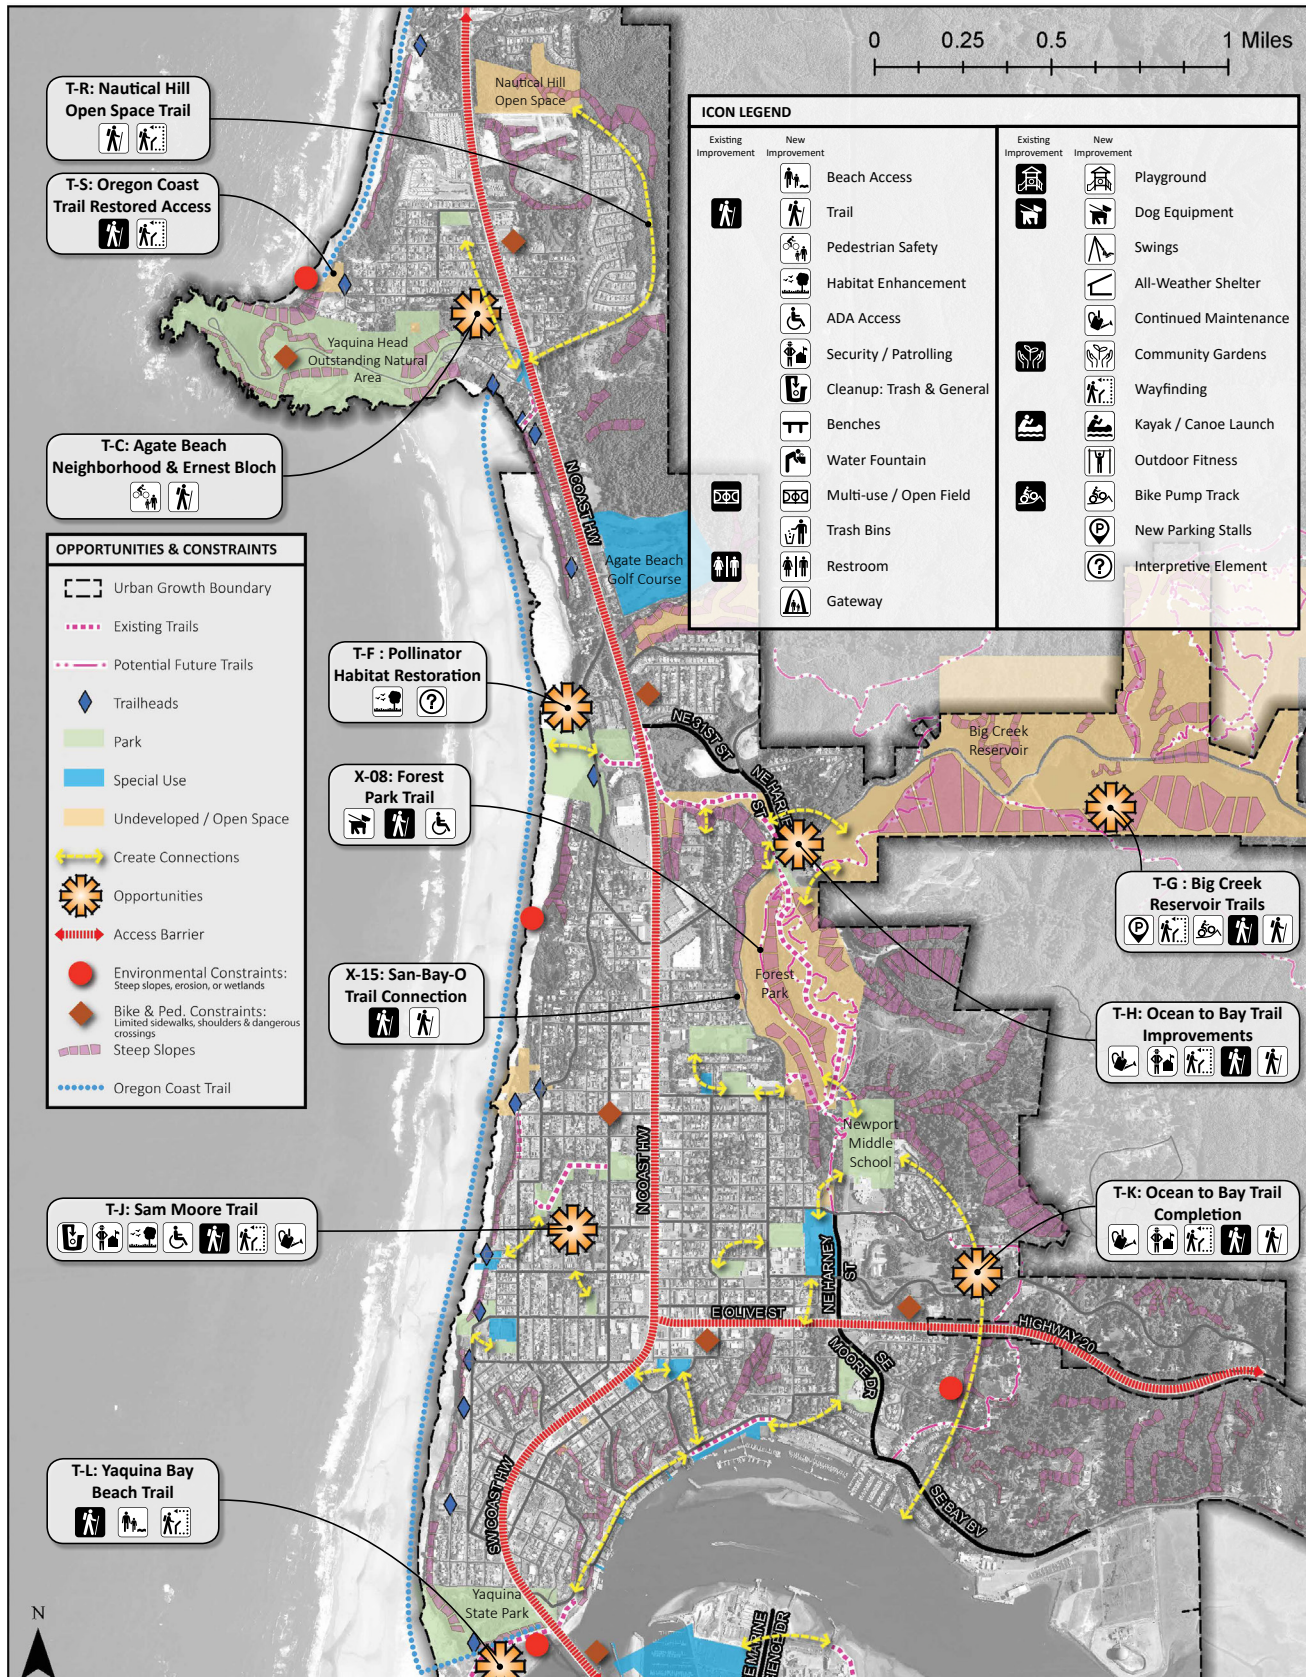 0 0.25 0.5 1 Miles
T-R: Nautical Hill
Open Space Trail
T-S: Oregon Coast
Trail Restored Access
T-C: Agate Beach
Neighborhood & Ernest Bloch
Nautical Hill
Open Space
Yaquina Head
Outstanding Natural
Area
ICON LEGEND
Existing
Improvement
New
Improvement
Beach Access
Trail
Pedestrian Safety
Habitat Enhancement
ADA Access
Security / Patrolling
Cleanup: Trash & General
Benches
Water Fountain
Multi-use / Open Field
Trash Bins
Restroom
Gateway
Existing
Improvement
New
Improvement
Playground
Dog Equipment
Swings
All-Weather Shelter
Continued Maintenance
Community Gardens
Wayfinding
Kayak / Canoe Launch
Outdoor Fitness
Bike Pump Track
New Parking Stalls
Interpretive Element
OPPORTUNITIES & CONSTRAINTS
Urban Growth Boundary
Existing Trails
Potential Future Trails
Trailheads
Park
Special Use
Undeveloped / Open Space
Create Connections
Opportunities
Access Barrier
Environmental Constraints:
Steep slopes, erosion, or wetlands
Bike & Ped. Constraints:
Limited sidewalks, shoulders & dangerous
crossings
Steep Slopes
Oregon Coast Trail
N COAST HW
Agate Beach
Golf Course
T-F : Pollinator
Habitat Restoration
X-08: Forest
Park Trail
X-15: San-Bay-O
Trail Connection
NE 31ST ST
NE HARNE
ST
Big Creek
Reservoir
T-G : Big Creek
Reservoir Trails
Forest
Park
T-H: Ocean to Bay Trail
Improvements
Newport
Middle
School
N COAST HW
T-J: Sam Moore Trail
T-K: Ocean to Bay Trail
Completion
NE HARNEY
ST
E OLIVE ST
HIGHWAY 20
SE
MOORE DR
T-L: Yaquina Bay
Beach Trail
SW COAST HW
SE BAY BV
Yaquina
State Park
E MARINE
IENCE DR
N